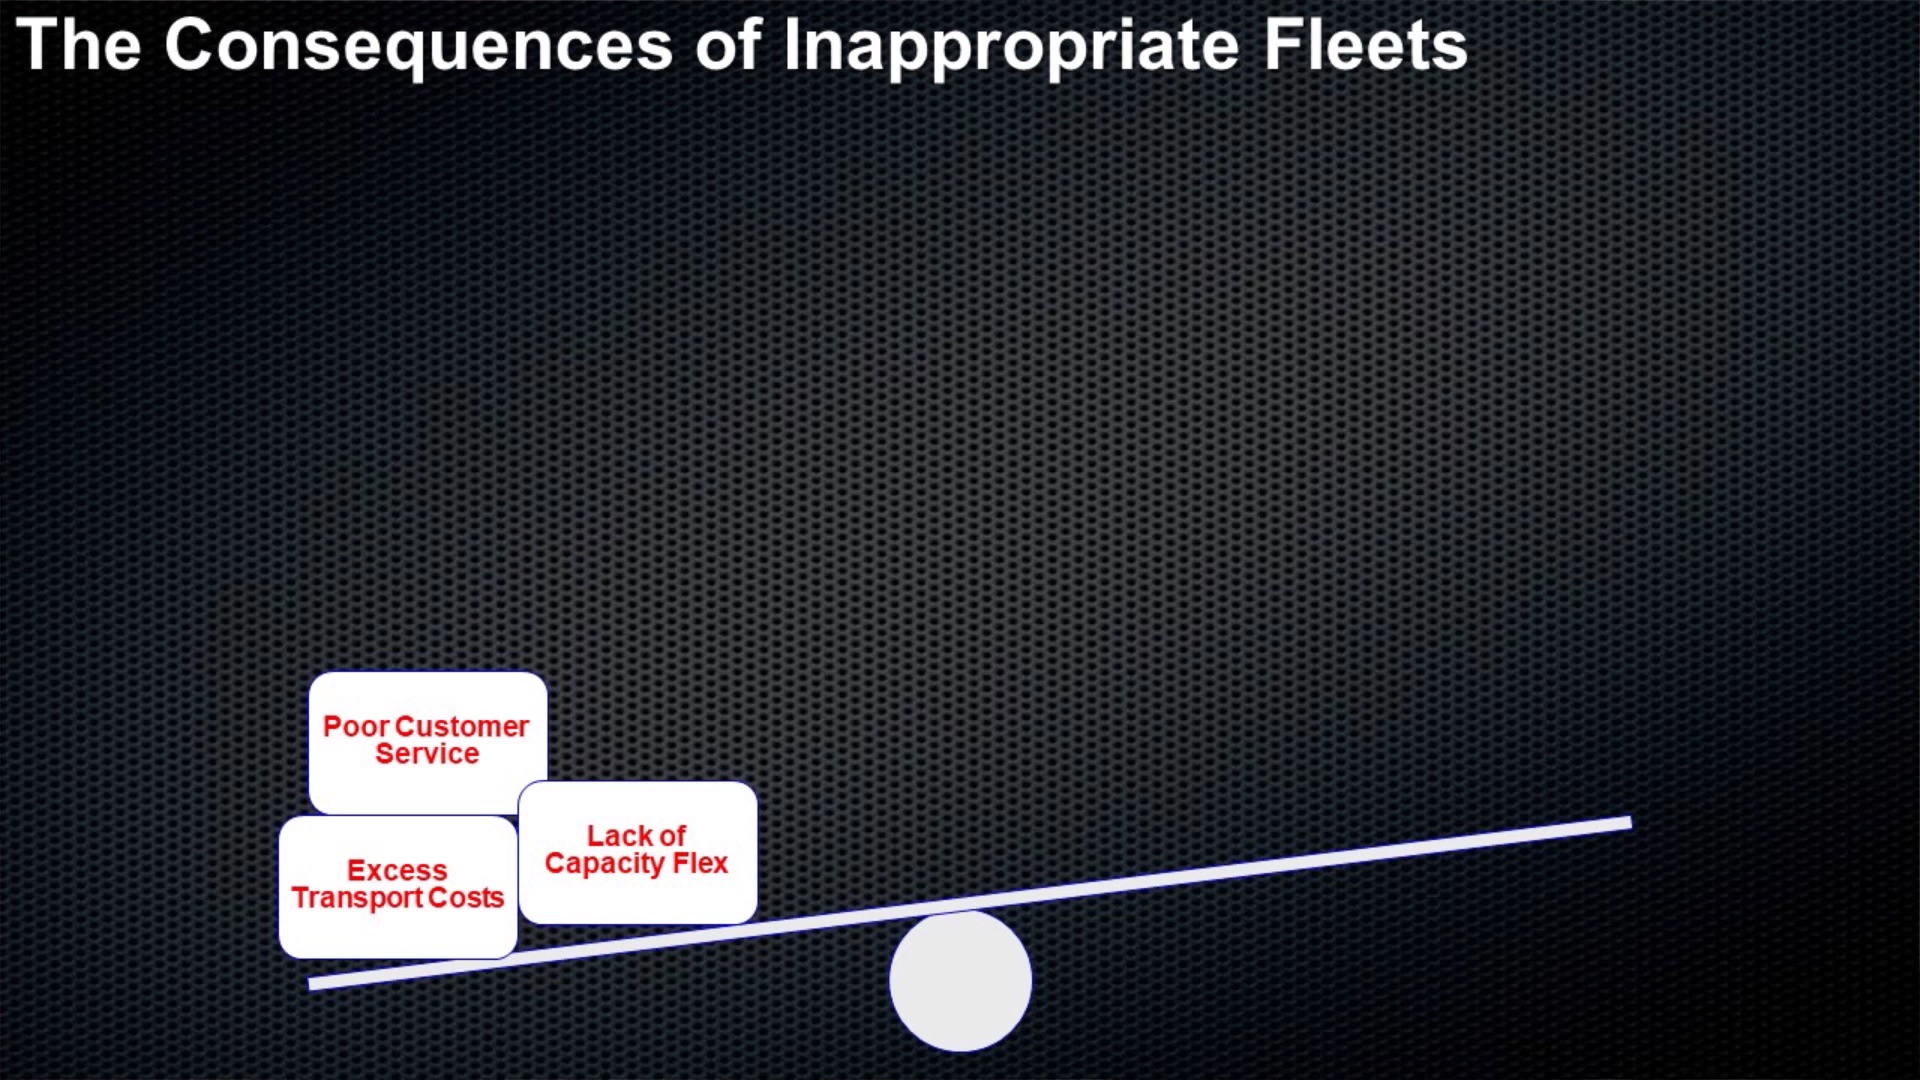 The Consequences of Inappropriate Fleets
Poor Customer
Service
Lack of
Capacity Flex
Excess
Transport Costs